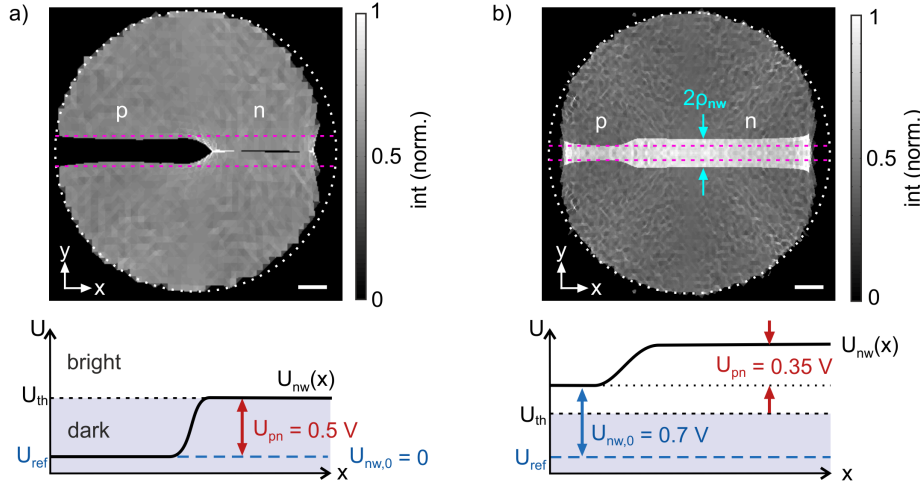 a)
1
p
n
0.5
int (norm.)
y
x
0
U
bright
U_nw(x)
U_th
dark
U_pn = 0.5 V
U_ref
U_nw,0 = 0
x
b)
1
2ρ_nw
p
n
0.5
int (norm.)
y
x
0
U
U_nw(x)
U_pn = 0.35 V
U_th
U_nw,0 = 0.7 V
U_ref
x